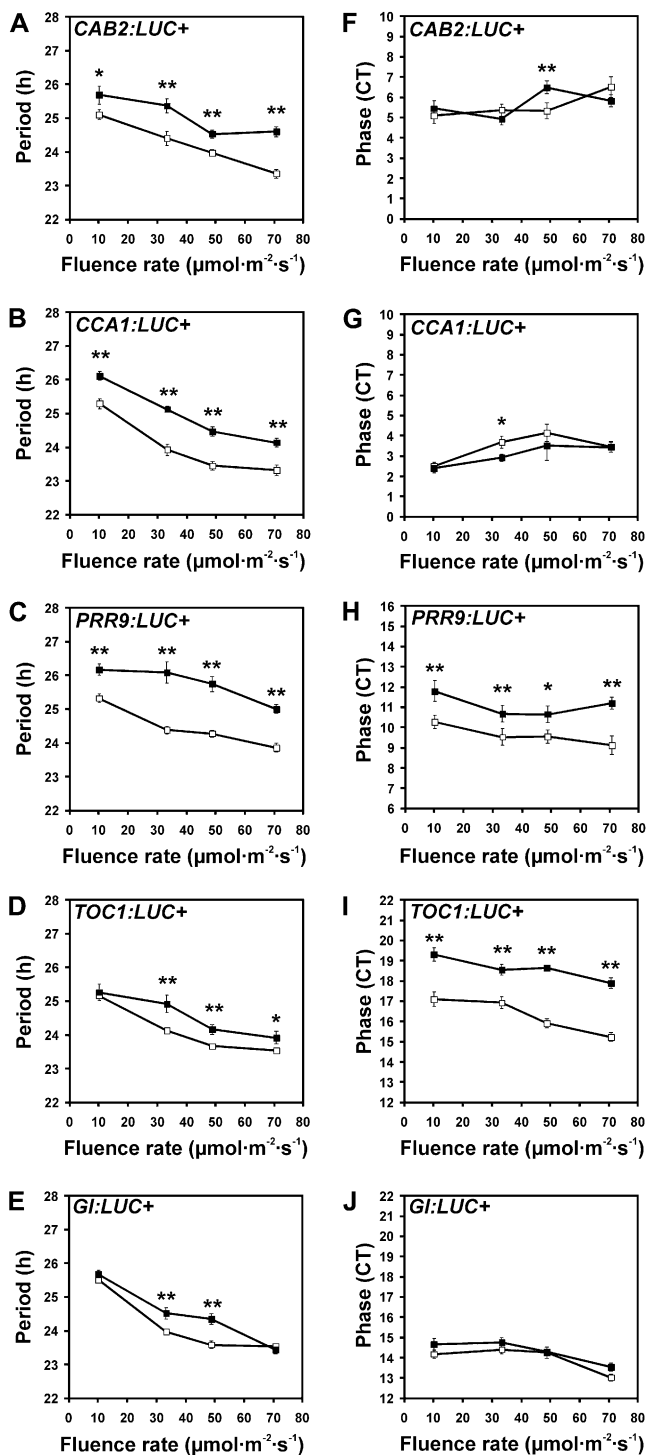 A
CAB2:LUC+
28
27
26
25
24
23
22
Period (h)
* ** ** **
0 10 20 30 40 50 60 70 80
Fluence rate (µmol·m⁻²·s⁻¹)
F
CAB2:LUC+
10
9
8
7
6
5
4
3
2
1
0
Phase (CT)
**
0 10 20 30 40 50 60 70 80
Fluence rate (µmol·m⁻²·s⁻¹)
B
CCA1:LUC+
28
27
26
25
24
23
22
Period (h)
** ** ** **
0 10 20 30 40 50 60 70 80
Fluence rate (µmol·m⁻²·s⁻¹)
G
CCA1:LUC+
10
9
8
7
6
5
4
3
2
1
0
Phase (CT)
*
0 10 20 30 40 50 60 70 80
Fluence rate (µmol·m⁻²·s⁻¹)
C
PRR9:LUC+
28
27
26
25
24
23
22
Period (h)
** ** ** **
0 10 20 30 40 50 60 70 80
Fluence rate (µmol·m⁻²·s⁻¹)
H
PRR9:LUC+
16
15
14
13
12
11
10
9
8
7
6
Phase (CT)
** ** * **
0 10 20 30 40 50 60 70 80
Fluence rate (µmol·m⁻²·s⁻¹)
D
TOC1:LUC+
28
27
26
25
24
23
22
Period (h)
** ** *
0 10 20 30 40 50 60 70 80
Fluence rate (µmol·m⁻²·s⁻¹)
I
TOC1:LUC+
22
21
20
19
18
17
16
15
14
13
12
Phase (CT)
** ** ** **
0 10 20 30 40 50 60 70 80
Fluence rate (µmol·m⁻²·s⁻¹)
E
GI:LUC+
28
27
26
25
24
23
22
Period (h)
** **
0 10 20 30 40 50 60 70 80
Fluence rate (µmol·m⁻²·s⁻¹)
J
GI:LUC+
22
21
20
19
18
17
16
15
14
13
12
Phase (CT)
0 10 20 30 40 50 60 70 80
Fluence rate (µmol·m⁻²·s⁻¹)